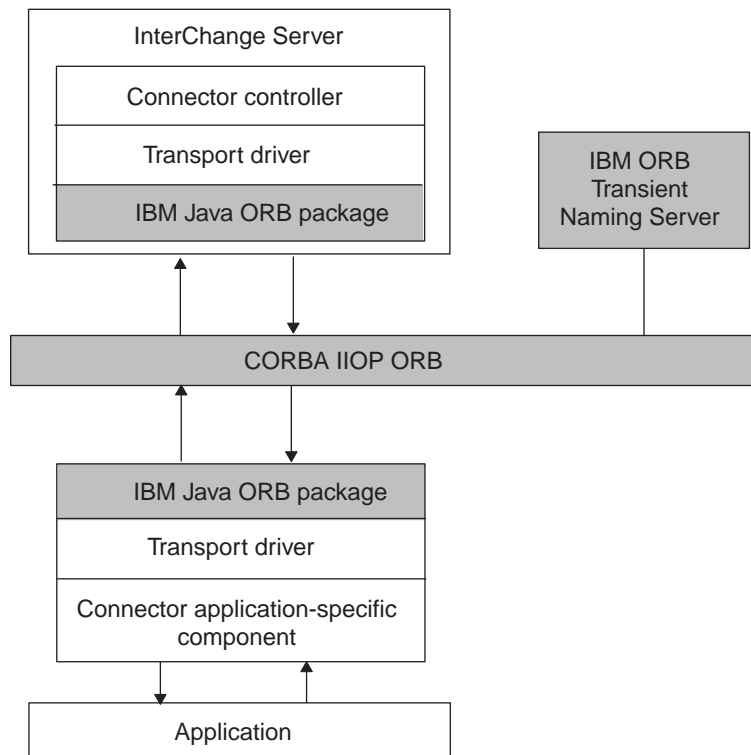 InterChange Server
Connector controller
Transport driver
IBM Java ORB package
IBM ORB
Transient
Naming Server
CORBA IIOP ORB
IBM Java ORB package
Transport driver
Connector application-specific
component
Application